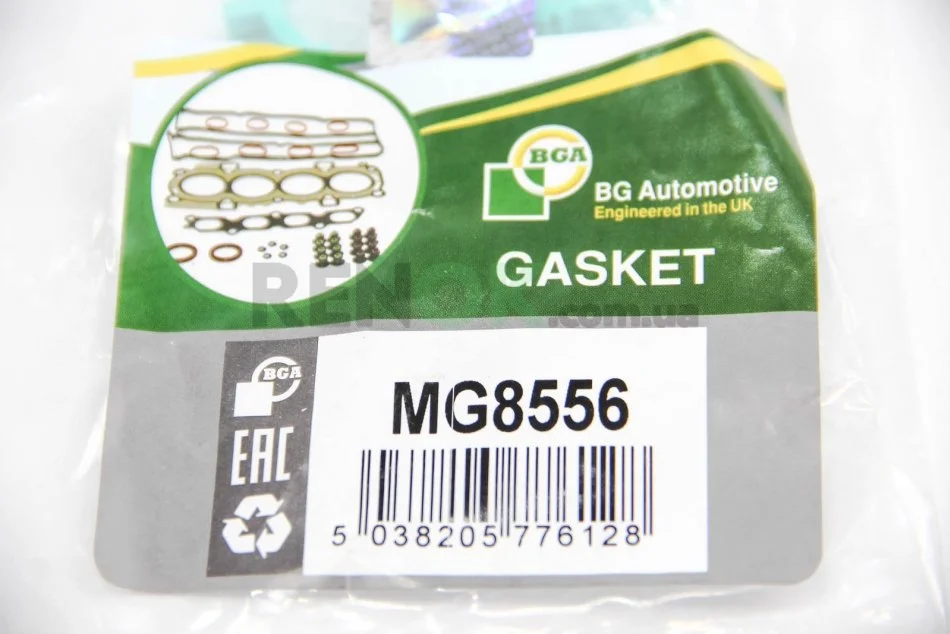 BGA
BG Automotive
Engineered in the UK
GASKET
.com.ua
BGA
MG8556
EAC
5 038205 776128